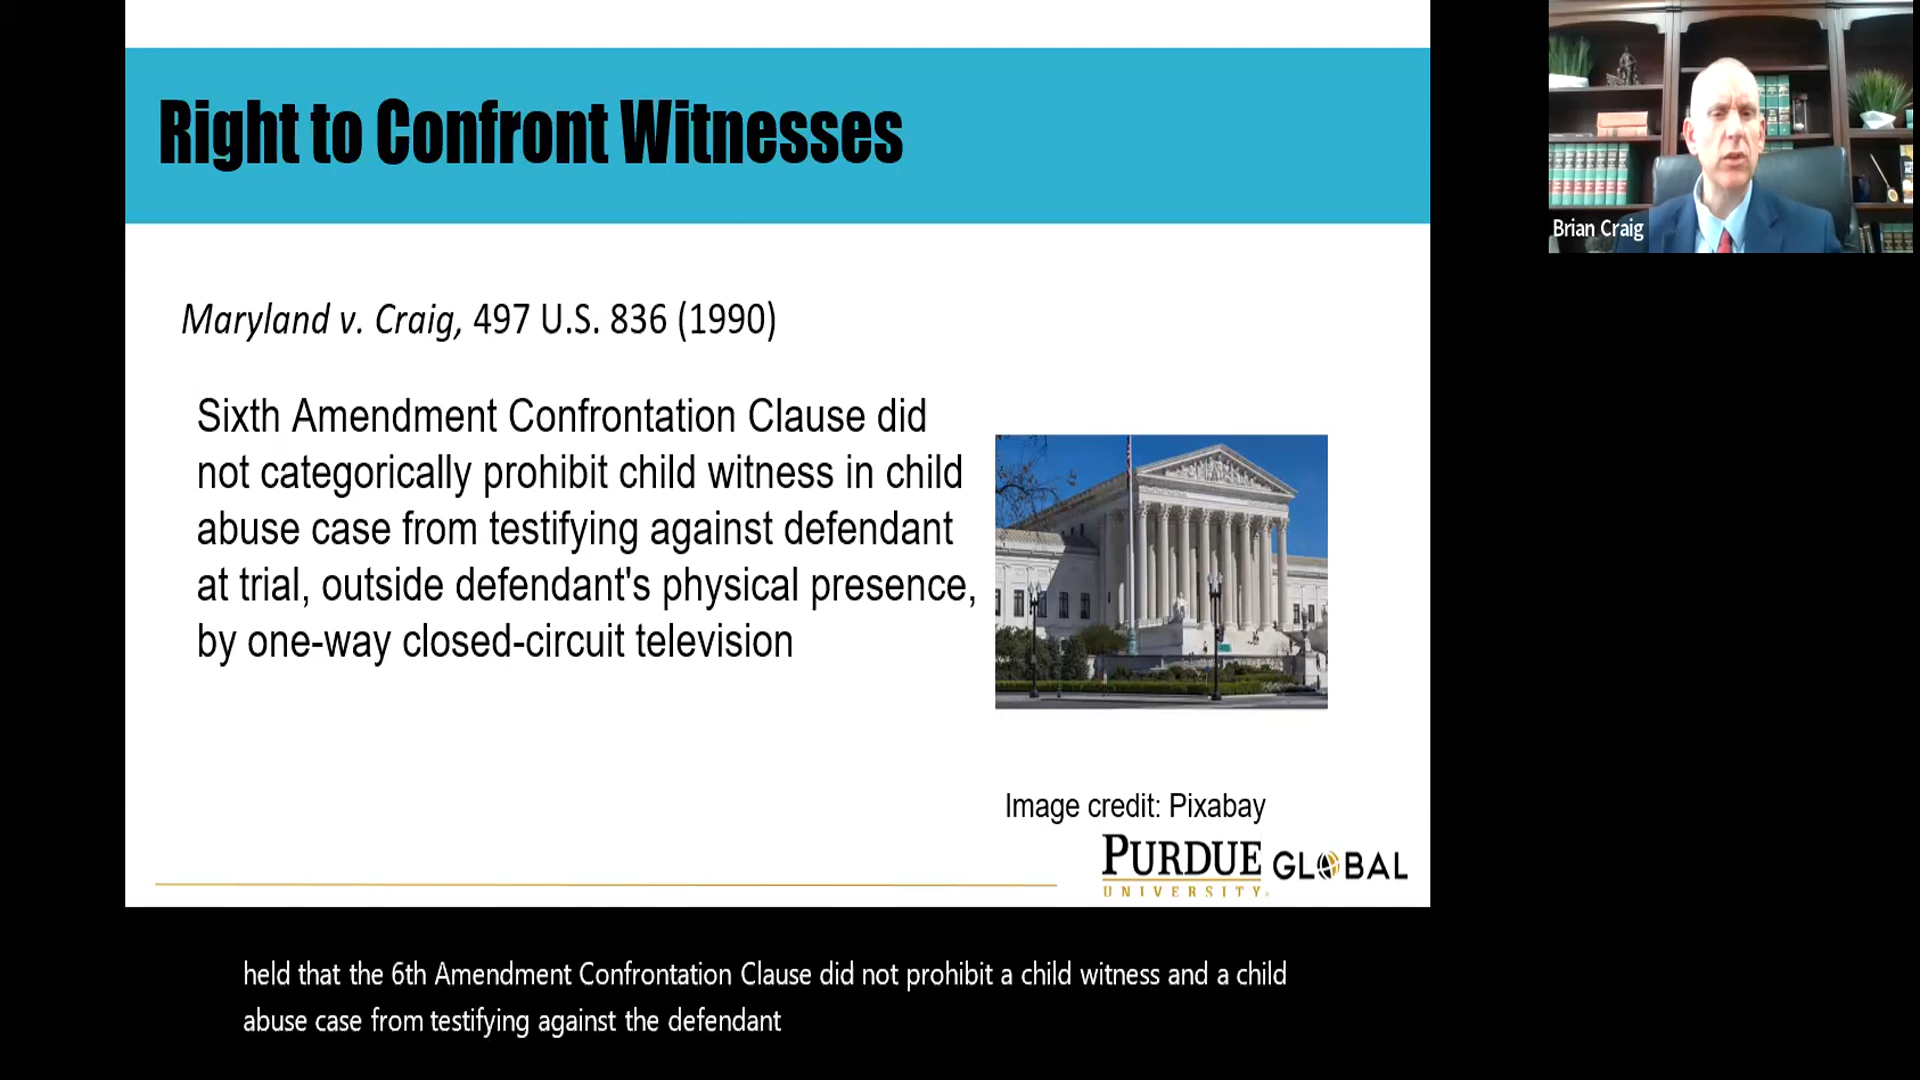 Right to Confront Witnesses
Brian Craig
Maryland v. Craig, 497 U.S. 836 (1990)
Sixth Amendment Confrontation Clause did
not categorically prohibit child witness in child
abuse case from testifying against defendant
at trial, outside defendant's physical presence,
by one-way closed-circuit television
Image credit: Pixabay
PURDUE GLOBAL
UNIVERSITY.
held that the 6th Amendment Confrontation Clause did not prohibit a child witness and a child
abuse case from testifying against the defendant